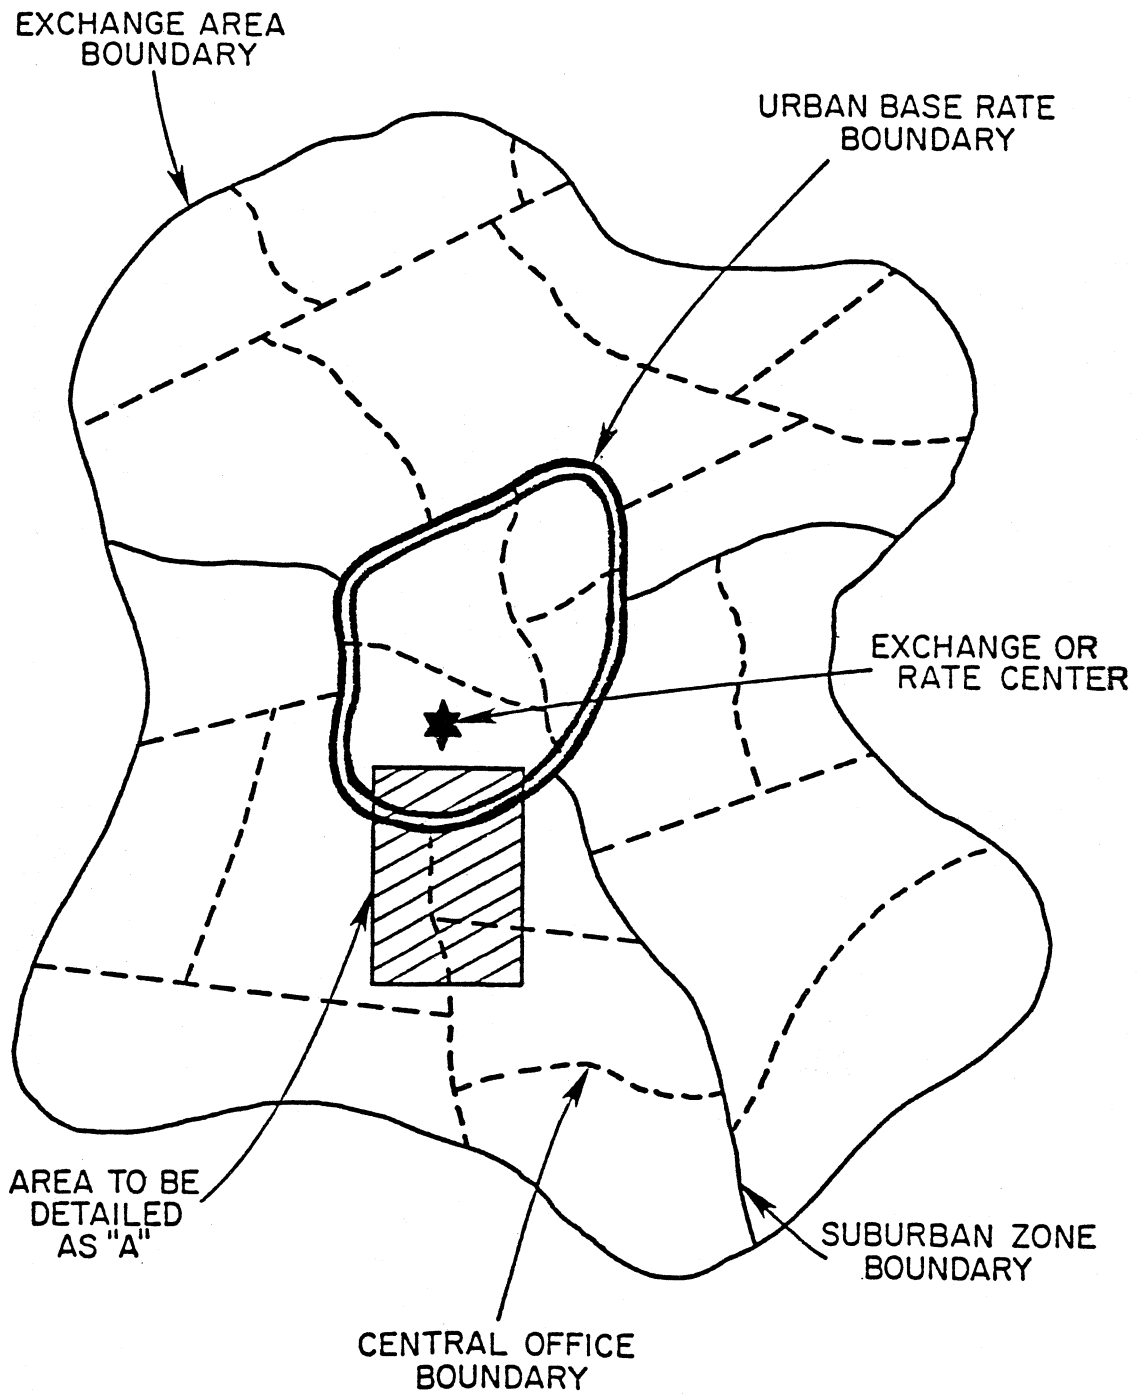 EXCHANGE AREA
BOUNDARY
URBAN BASE RATE
BOUNDARY
EXCHANGE OR
RATE CENTER
AREA TO BE
DETAILED
AS "A"
SUBURBAN ZONE
BOUNDARY
CENTRAL OFFICE
BOUNDARY